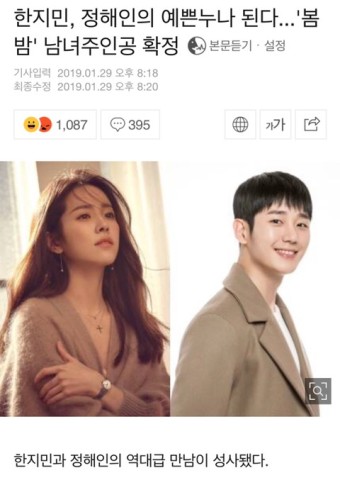 한지민, 정해인의 예쁜누나 된다...'봄
밤' 남녀주인공 확정 본문듣기 · 설정
기사입력 2019.01.29 오후 8:18
최종수정 2019.01.29 오후 8:20
1,087
395
가가
한지민과 정해인의 역대급 만남이 성사됐다.